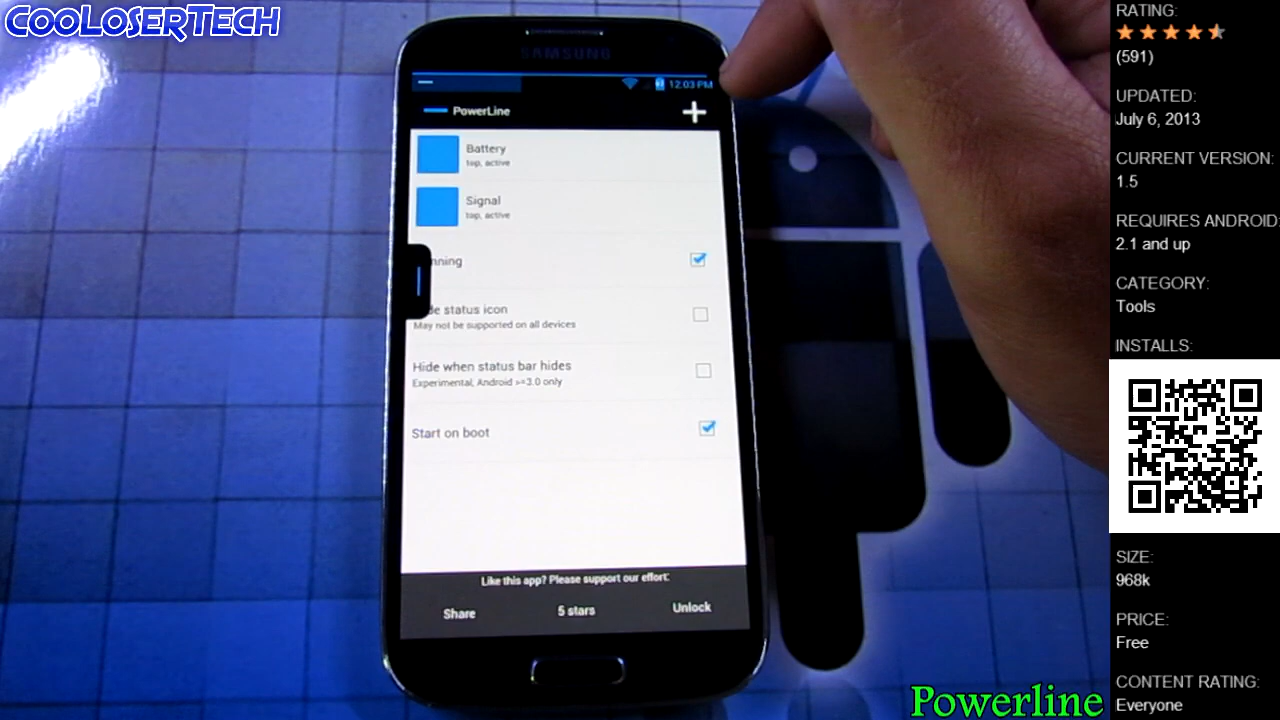 COOLOSERTECH
SAMSUNG
12:03 PM
PowerLine
Battery
top, active
Signal
top, active
nning
de status icon
May not be supported on all devices
Hide when status bar hides
Experimental, Android >=3.0 only
Start on boot
Like this app? Please support our effort:
Share
5 stars
Unlock
RATING:
(591)
UPDATED:
July 6, 2013
CURRENT VERSION:
1.5
REQUIRES ANDROID:
2.1 and up
CATEGORY:
Tools
INSTALLS:
SIZE:
968k
PRICE:
Free
CONTENT RATING:
Everyone
Powerline